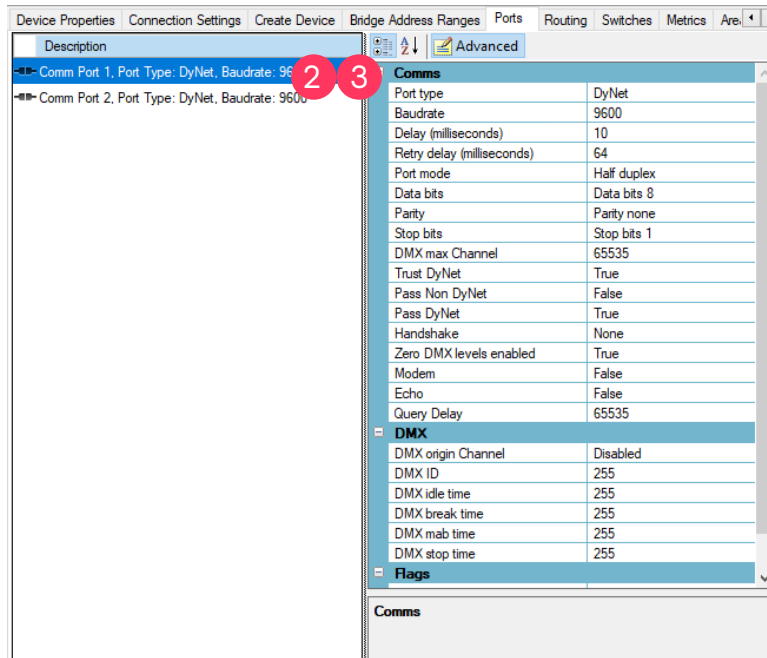 Device Properties Connection Settings Create Device Bridge Address Ranges Ports Routing Switches Metrics
Description
Advanced
Comm Port 1, Port Type: DyNet, Baudrate:
Comm Port 2, Port Type: DyNet, Baudrate: 9600
2 3
Comms
Port type DyNet
Baudrate 9600
Delay (milliseconds) 10
Retry delay (milliseconds) 64
Port mode Half duplex
Data bits Data bits 8
Parity Parity none
Stop bits Stop bits 1
DMX max Channel 65535
Trust DyNet True
Pass Non DyNet False
Pass DyNet True
Handshake None
Zero DMX levels enabled True
Modem False
Echo False
Query Delay 65535
DMX
DMX origin Channel Disabled
DMX ID 255
DMX idle time 255
DMX break time 255
DMX mab time 255
DMX stop time 255
Flags
Comms